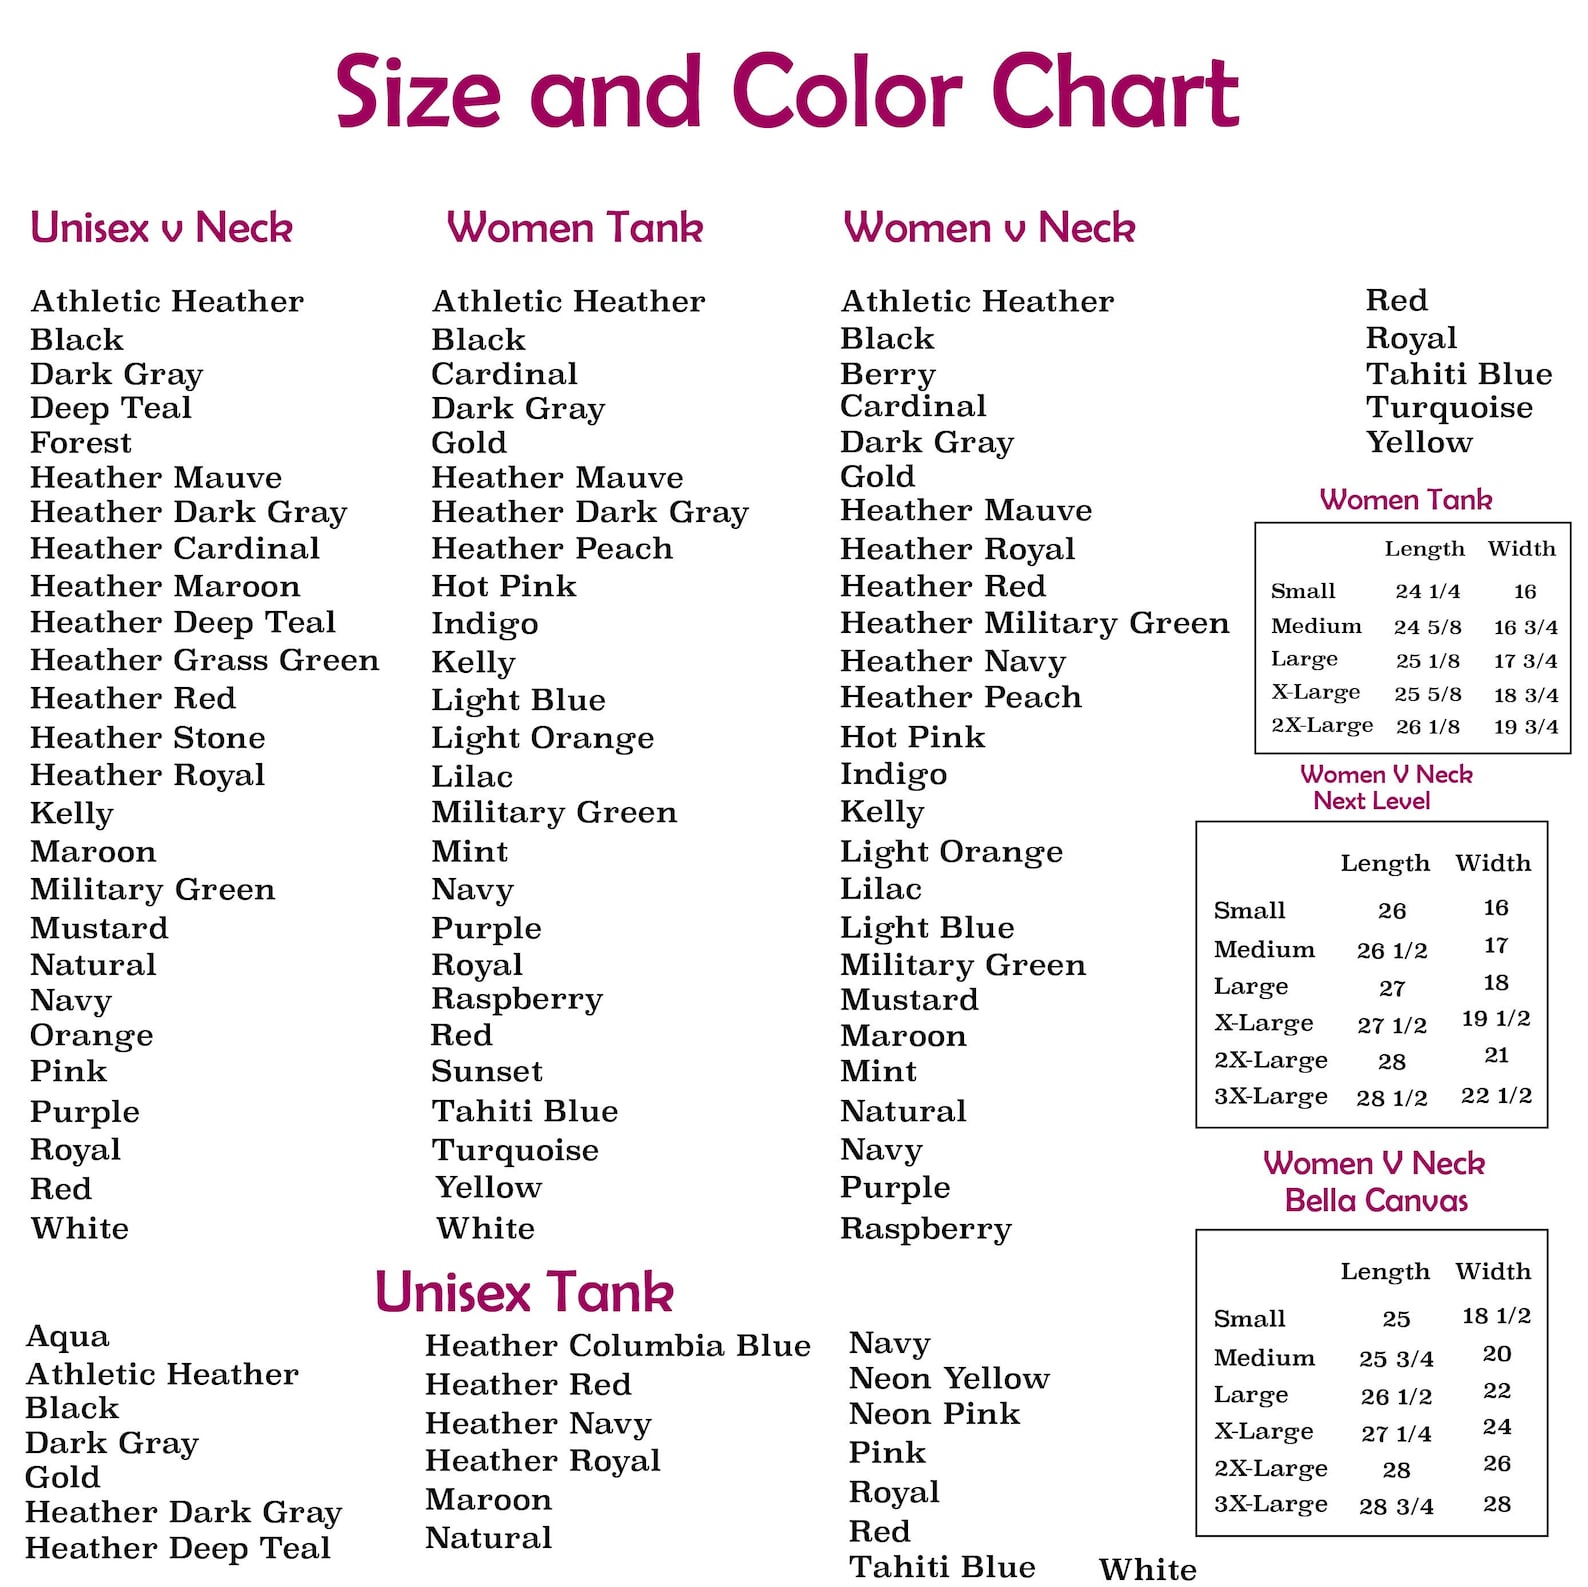 Size and Color Chart
Unisex v Neck
Athletic Heather
Black
Dark Gray
Deep Teal
Forest
Heather Mauve
Heather Dark Gray
Heather Cardinal
Heather Maroon
Heather Deep Teal
Heather Grass Green
Heather Red
Heather Stone
Heather Royal
Kelly
Maroon
Military Green
Mustard
Natural
Navy
Orange
Pink
Purple
Royal
Red
White
Women Tank
Athletic Heather
Black
Cardinal
Dark Gray
Gold
Heather Mauve
Heather Dark Gray
Heather Peach
Hot Pink
Indigo
Kelly
Light Blue
Light Orange
Lilac
Military Green
Mint
Navy
Purple
Royal
Raspberry
Red
Sunset
Tahiti Blue
Turquoise
Yellow
White
Women v Neck
Athletic Heather
Black
Berry
Cardinal
Dark Gray
Gold
Heather Mauve
Heather Royal
Heather Red
Heather Military Green
Heather Navy
Heather Peach
Hot Pink
Indigo
Kelly
Light Orange
Lilac
Light Blue
Military Green
Mustard
Maroon
Mint
Natural
Navy
Purple
Raspberry
Red
Royal
Tahiti Blue
Turquoise
Yellow
Women Tank
Length Width
Small 24 1/4 16
Medium 24 5/8 16 3/4
Large 25 1/8 17 3/4
X-Large 25 5/8 18 3/4
2X-Large 26 1/8 19 3/4
Women V Neck
Next Level
Length Width
Small 26 16
Medium 26 1/2 17
Large 27 18
X-Large 27 1/2 19 1/2
2X-Large 28 21
3X-Large 28 1/2 22 1/2
Women V Neck
Bella Canvas
Length Width
Small 25 18 1/2
Medium 25 3/4 20
Large 26 1/2 22
X-Large 27 1/4 24
2X-Large 28 26
3X-Large 28 3/4 28
Unisex Tank
Aqua
Athletic Heather
Black
Dark Gray
Gold
Heather Dark Gray
Heather Deep Teal
Heather Columbia Blue
Heather Red
Heather Navy
Heather Royal
Maroon
Natural
Navy
Neon Yellow
Neon Pink
Pink
Royal
Red
Tahiti Blue
White